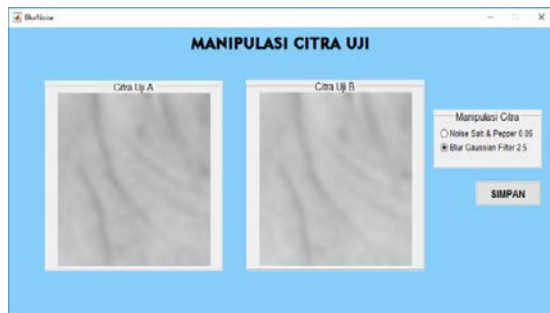 BlurNoise
MANIPULASI CITRA UJI
Citra Uji A
Citra Uji B
Manipulasi Citra
Noise Salt & Pepper 0.05
Blur Gaussian Filter 2.5
SIMPAN